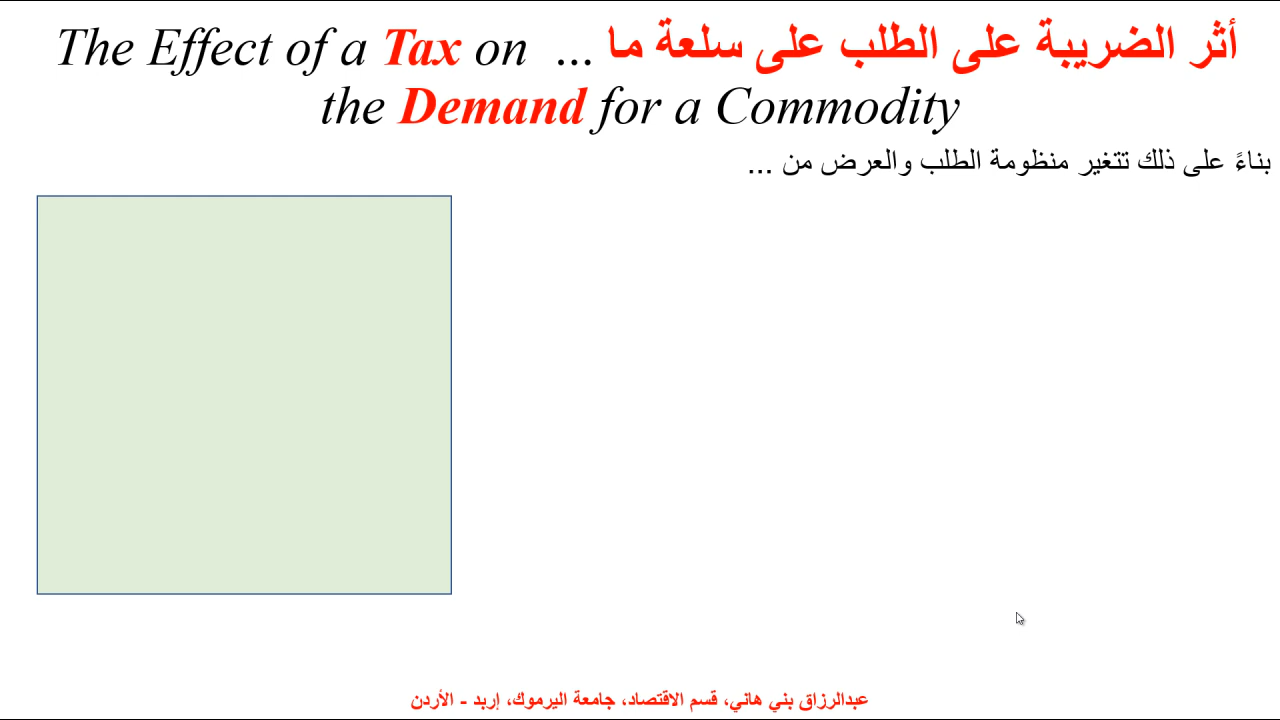 أثر الضريبة على الطلب على سلعة ما ... The Effect of a Tax on
the Demand for a Commodity
بناءً على ذلك تتغير منظومة الطلب والعرض من ...
عبدالرزاق بني هاني، قسم الاقتصاد، جامعة اليرموك، إربد - الأردن